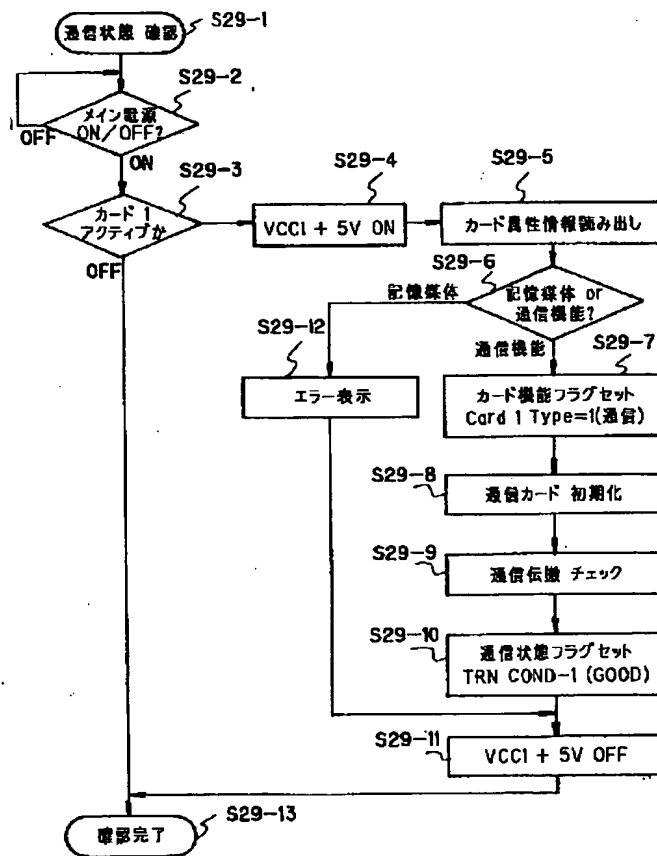 通信状態 確認
S29-1
S29-2
メイン電源
ON/OFF?
OFF
ON
S29-3
カード 1
アクティブか
OFF
S29-4
VCC1 + 5V ON
S29-5
カード属性情報読み出し
S29-6
記憶媒体 or
通信機能?
記憶媒体
通信機能
S29-12
エラー表示
S29-7
カード機能フラグセット
Card 1 Type=1(通信)
S29-8
通信カード 初期化
S29-9
通信伝搬 チェック
S29-10
通信状態フラグセット
TRN COND-1 (GOOD)
S29-11
VCC1 + 5V OFF
S29-13
確認完了